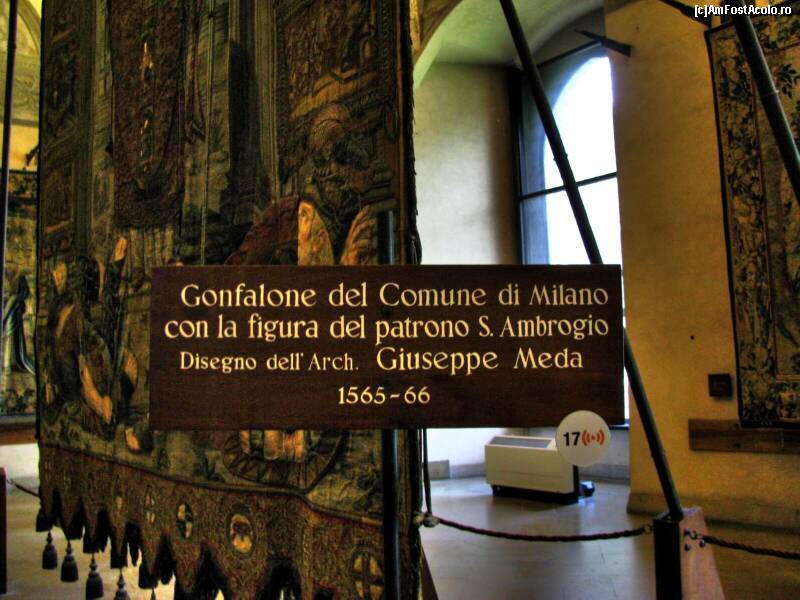 [c]AmFostAcolo.ro
Gonfalone del Comune di Milano
con la figura del patrono S. Ambrogio
Disegno dell' Arch. Giuseppe Meda
1565-66
17